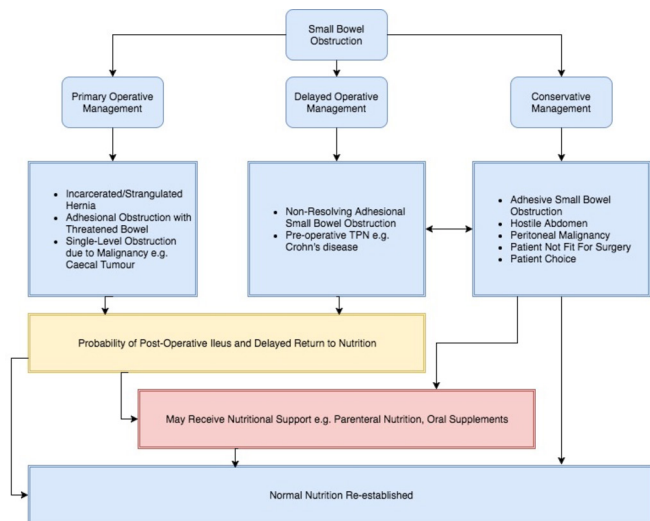 Small Bowel
Obstruction
Primary Operative
Management
Delayed Operative
Management
Conservative
Management
Incarcerated/Strangulated
Hernia
Adhesional Obstruction with
Threatened Bowel
Single-Level Obstruction
due to Malignancy e.g.
Caecal Tumour
Non-Resolving Adhesional
Small Bowel Obstruction
Pre-operative TPN e.g.
Crohn's disease
Adhesive Small Bowel
Obstruction
Hostile Abdomen
Peritoneal Malignancy
Patient Not Fit For Surgery
Patient Choice
Probability of Post-Operative Ileus and Delayed Return to Nutrition
May Receive Nutritional Support e.g. Parenteral Nutrition, Oral Supplements
Normal Nutrition Re-established